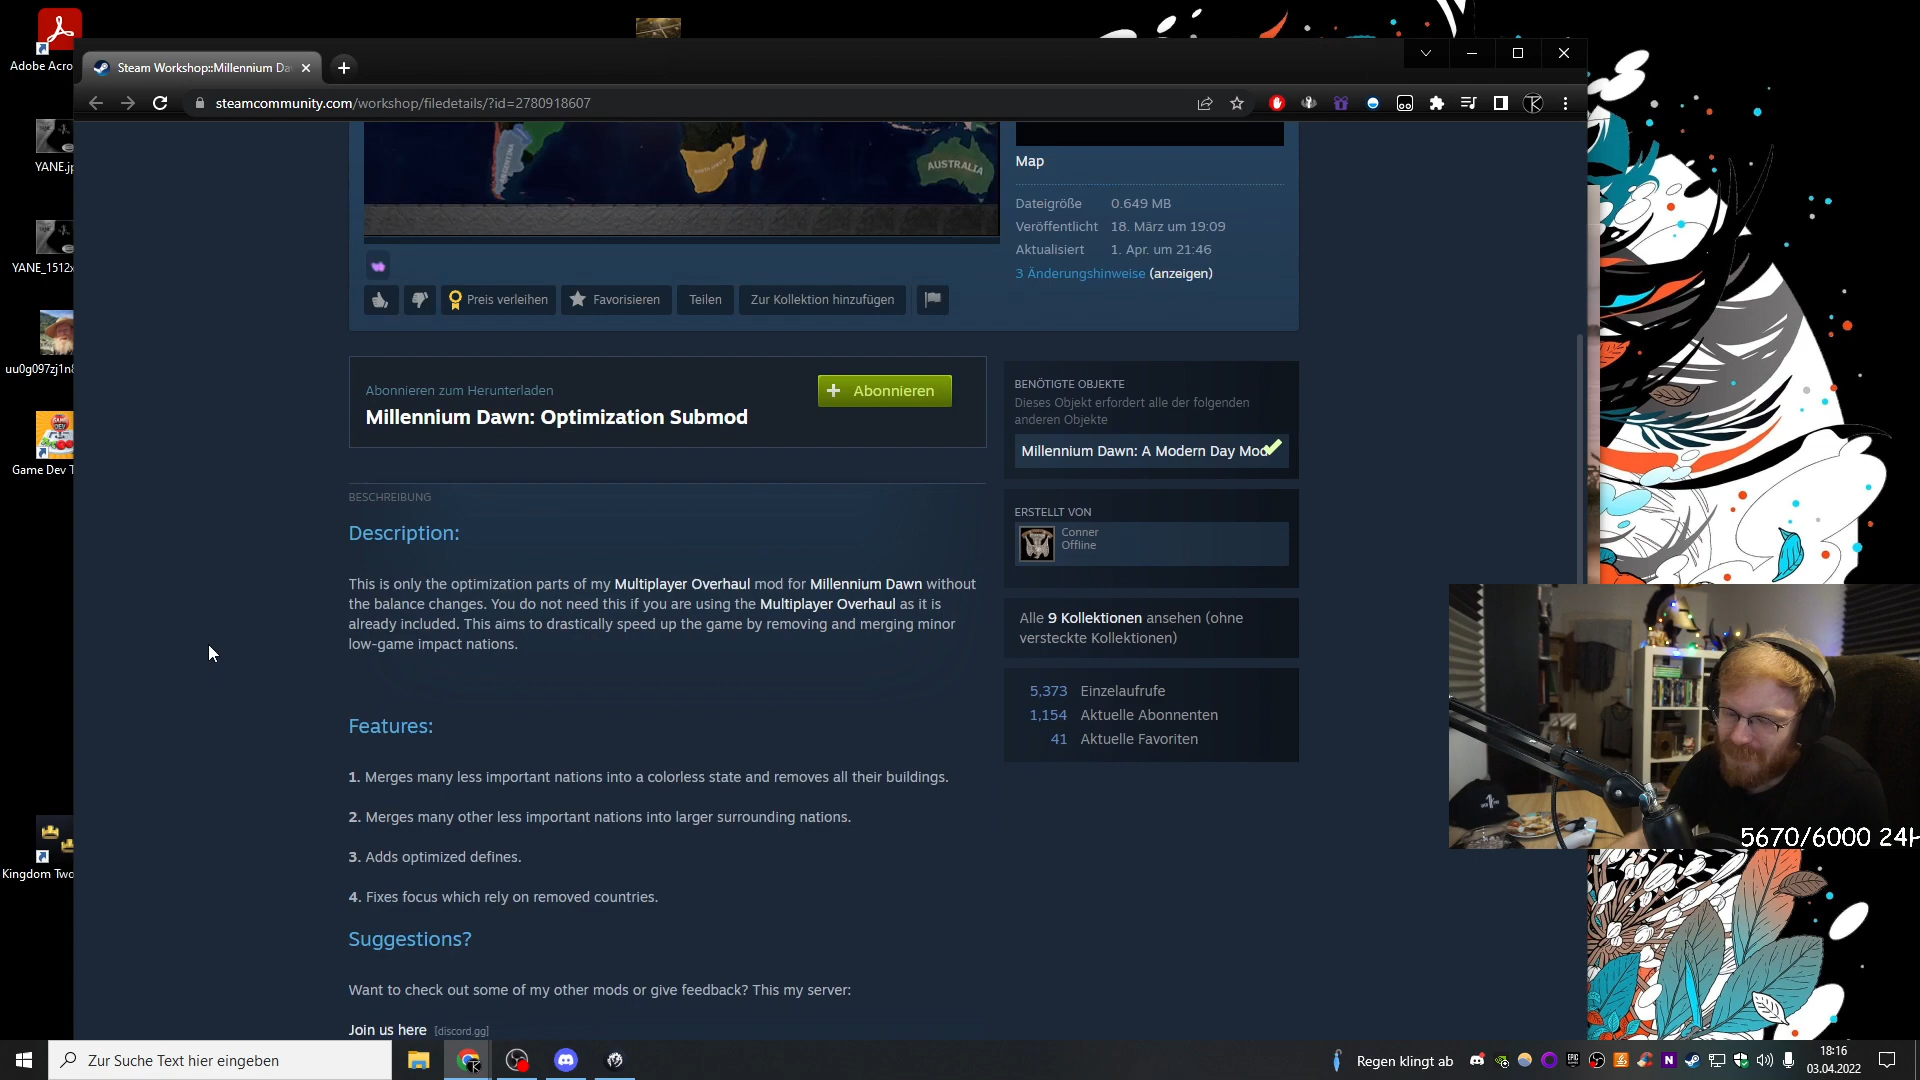 Adobe Acro
YANE.jp
YANE_1512x
uu0g097zj1n8
Game Dev T
Kingdom Two
Steam Workshop::Millennium Da
steamcommunity.com/workshop/filedetails/?id=2780918607
ARGENTINA
AUSTRALIA
Map
Dateigröße 0.649 MB
Veröffentlicht 18. März um 19:09
Aktualisiert 1. Apr. um 21:46
3 Änderungshinweise (anzeigen)
Preis verleihen
Favorisieren
Teilen
Zur Kollektion hinzufügen
Abonnieren zum Herunterladen
Millennium Dawn: Optimization Submod
Abonnieren
BENÖTIGTE OBJEKTE
Dieses Objekt erfordert alle der folgenden
anderen Objekte
Millennium Dawn: A Modern Day Mod
ERSTELLT VON
Conner
Offline
Alle 9 Kollektionen ansehen (ohne
versteckte Kollektionen)
5,373 Einzelaufrufe
1,154 Aktuelle Abonnenten
41 Aktuelle Favoriten
BESCHREIBUNG
Description:
This is only the optimization parts of my Multiplayer Overhaul mod for Millennium Dawn without
the balance changes. You do not need this if you are using the Multiplayer Overhaul as it is
already included. This aims to drastically speed up the game by removing and merging minor
low-game impact nations.
Features:
1. Merges many less important nations into a colorless state and removes all their buildings.
2. Merges many other less important nations into larger surrounding nations.
3. Adds optimized defines.
4. Fixes focus which rely on removed countries.
Suggestions?
Want to check out some of my other mods or give feedback? This my server:
Join us here [discord.gg]
5670/6000 24H
Zur Suche Text hier eingeben
Regen klingt ab
18:16
03.04.2022